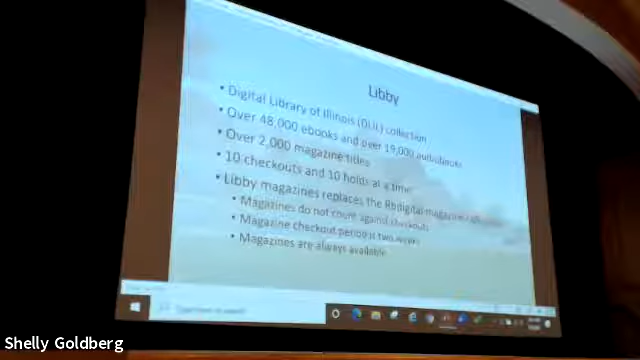 Libby
• Digital Library of Illinois (DLIL) collection
• Over 48,000 ebooks and over 19,000 audiobooks
• Over 2,000 magazine titles
• 10 checkouts and 10 holds at a time
• Libby magazines replaces the Rbdigital magazine
• Magazines do not count against checkouts
• Magazine checkout period is two weeks
• Magazines are always available
Shelly Goldberg